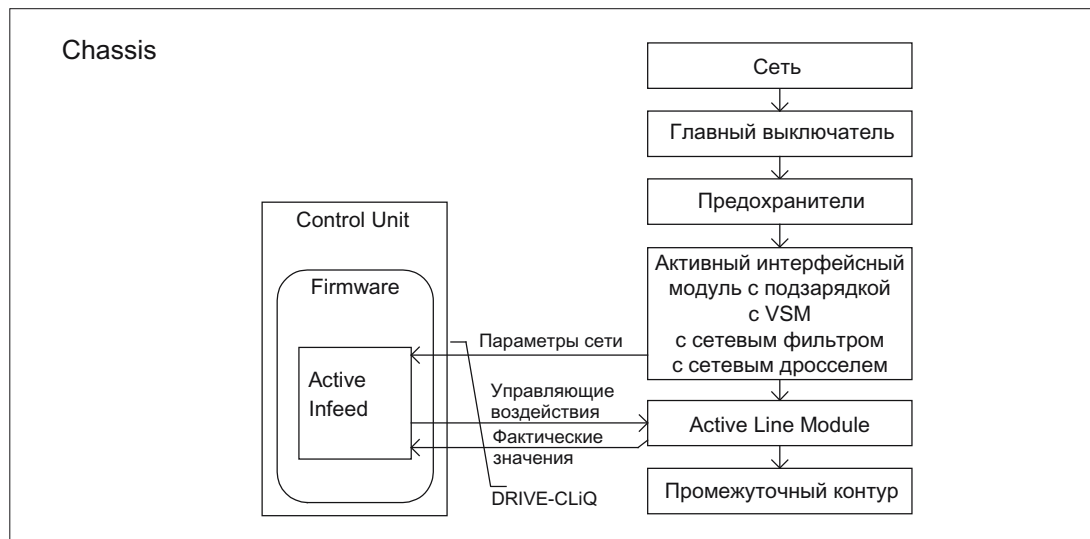 Chassis
Сеть
Главный выключатель
Предохранители
Control Unit
Активный интерфейсный
модуль с подзарядкой
с VSM
с сетевым фильтром
с сетевым дросселем
Firmware
Параметры сети
Active
Infeed
Управляющие
воздействия
Active Line Module
Фактические
значения
DRIVE-CLiQ
Промежуточный контур